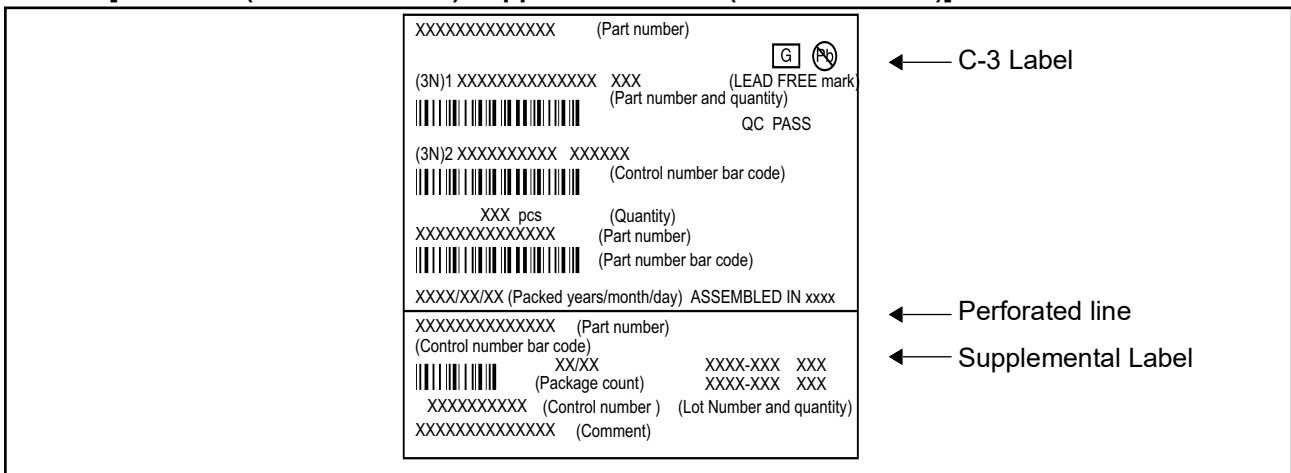 XXXXXXXXXXXXXX (Part number)
G Pb C-3 Label
(3N)1 XXXXXXXXXXXXXX XXX (LEAD FREE mark)
(Part number and quantity)
QC PASS
(3N)2 XXXXXXXXXX XXXXXX
(Control number bar code)
XXX pcs (Quantity)
XXXXXXXXXXXXXX (Part number)
(Part number bar code)
XXXX/XX/XX (Packed years/month/day) ASSEMBLED IN xxxx
Perforated line
XXXXXXXXXXXXXX (Part number)
(Control number bar code)
Supplemental Label
XX/XX XXXX-XXX XXX
(Package count) XXXX-XXX XXX
XXXXXXXXXX (Control number ) (Lot Number and quantity)
XXXXXXXXXXXXXX (Comment)